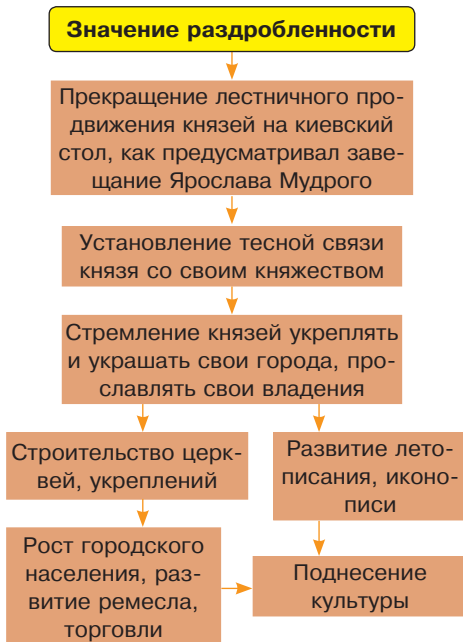 Значение раздробленности
Прекращение лестничного про-
движения князей на киевский
стол, как предусматривал заве-
щание Ярослава Мудрого
Установление тесной связи
князя со своим княжеством
Стремление князей укреплять
и украшать свои города, про-
славлять свои владения
Строительство церк-
вей, укреплений
Развитие лето-
писания, иконо-
писи
Рост городского
населения, раз-
витие ремесла,
торговли
Поднесение
культуры